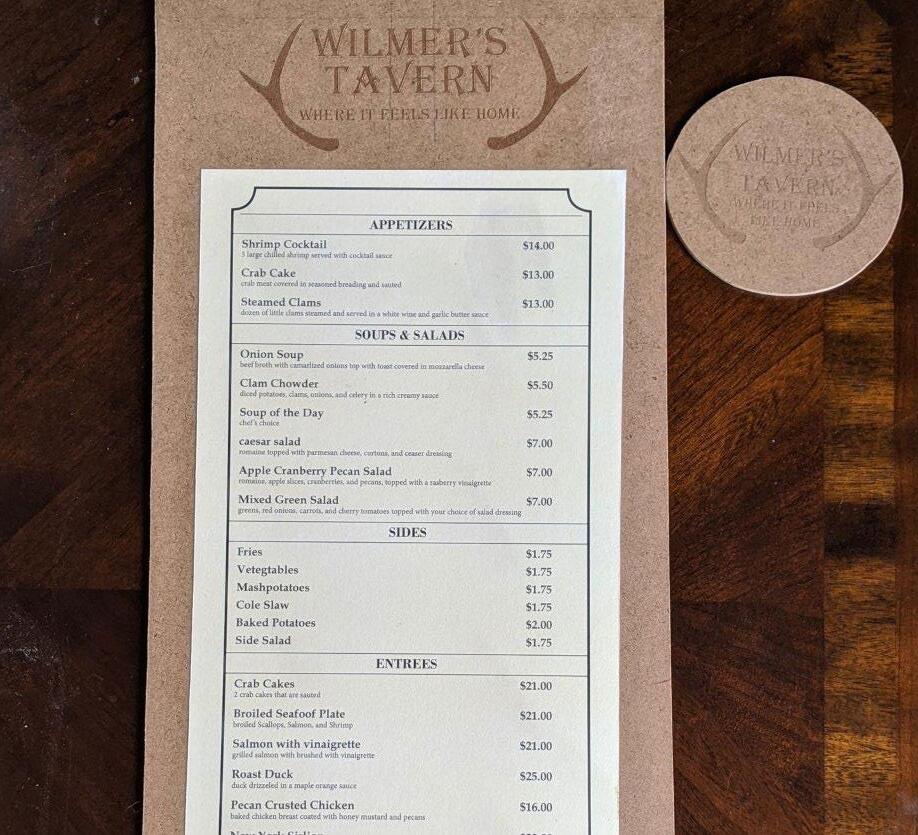 WILMER'S
TAVERN
WHERE IT FEELS LIKE HOME
APPETIZERS
Shrimp Cocktail $14.00
5 large chilled shrimp served with cocktail sauce
Crab Cake $13.00
crab meat covered in seasoned breading and sauted
Steamed Clams $13.00
dozen of little clams steamed and served in a white wine and garlic butter sauce
SOUPS & SALADS
Onion Soup $5.25
beef broth with camarlized onions top with toast covered in mozzarella cheese
Clam Chowder $5.50
diced potatoes, clams, onions, and celery in a rich creamy sauce
Soup of the Day $5.25
chef's choice
caesar salad $7.00
romaine topped with parmesan cheese, curtons, and ceaser dressing
Apple Cranberry Pecan Salad $7.00
romaine, apple slices, cranberries, and pecans, topped with a rasberry vinaigrette
Mixed Green Salad $7.00
greens, red onions, carrots, and cherry tomatoes topped with your choice of salad dressing
SIDES
Fries $1.75
Vetegtables $1.75
Mashpotatoes $1.75
Cole Slaw $1.75
Baked Potatoes $2.00
Side Salad $1.75
ENTREES
Crab Cakes $21.00
2 crab cakes that are sauted
Broiled Seafoof Plate $21.00
broiled Scallops, Salmon, and Shrimp
Salmon with vinaigrette $21.00
grilled salmon with brushed with vinaigrette
Roast Duck $25.00
duck drizzeled in a maple orange sauce
Pecan Crusted Chicken $16.00
baked chicken breast coated with honey mustard and pecans
New York
WILMER'S
TAVERN
WHERE IT FEELS
LIKE HOME